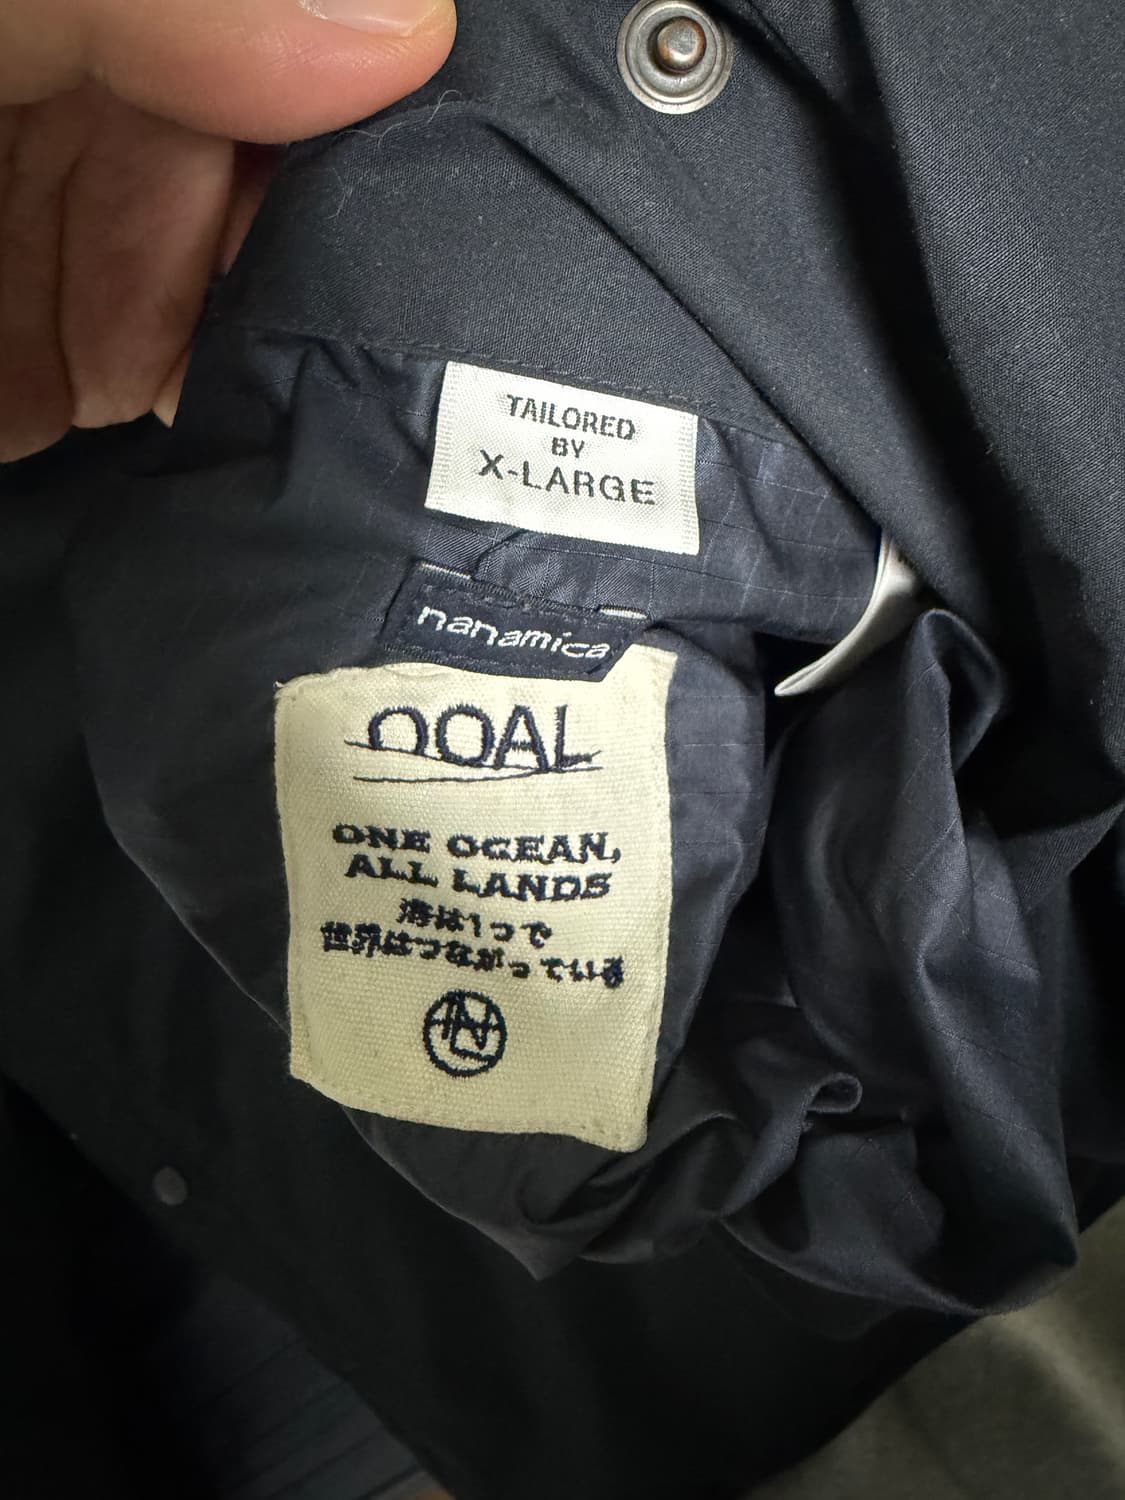 TAILORED
BY
X-LARGE
nanamica
OOAL
ONE OCEAN,
ALL LANDS
海は1つで
世界はつながっている